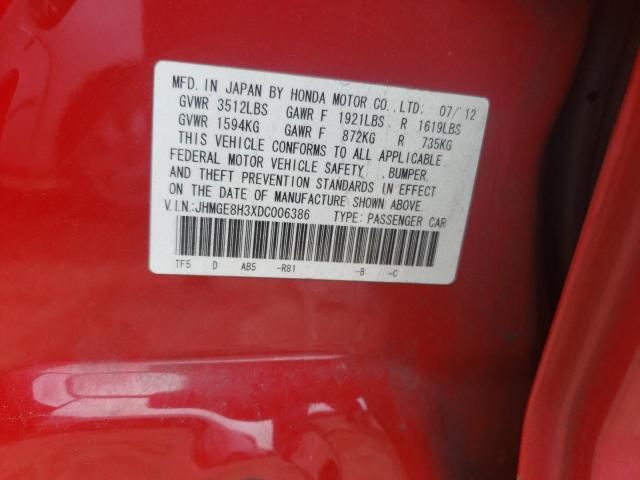 MFD. IN JAPAN BY HONDA MOTOR CO., LTD: 07/'12
GVWR 3512LBS GAWR F 1921LBS R 1619LBS
GVWR 1594KG GAWR F 872KG R 735KG
THIS VEHICLE CONFORMS TO ALL APPLICABLE
FEDERAL MOTOR VEHICLE SAFETY ,BUMPER,
AND THEFT PREVENTION STANDARDS IN EFFECT
ON THE DATE OF MANUFACTURE SHOWN ABOVE.
V.I.N:JHMGE8H3XDC006386 TYPE: PASSENGER CAR
TF5 D AB5 -R81 -B -C